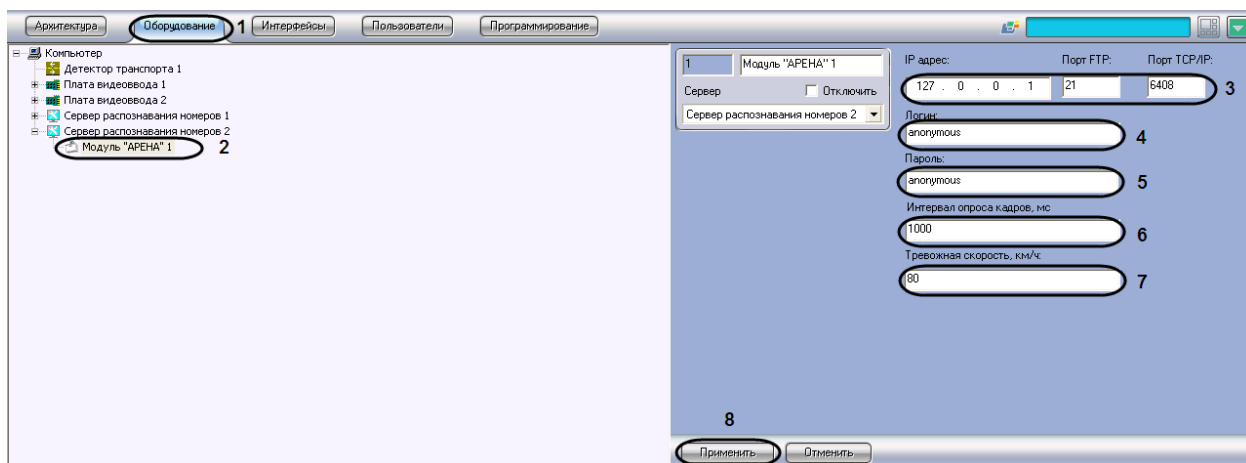 Архитектура Оборудование 1 Интерфейсы Пользователи Программирование
Компьютер
Детектор транспорта 1
Плата видеоввода 1
Плата видеоввода 2
Сервер распознавания номеров 1
Сервер распознавания номеров 2
Модуль "АРЕНА" 1 2
1 Модуль "АРЕНА" 1
Сервер Отключить
Сервер распознавания номеров 2
IP адрес: Порт FTP: Порт TCP/IP:
127 . 0 . 0 . 1 21 6408 3
Логин:
anonymous 4
Пароль:
anonymous 5
Интервал опроса кадров, мс
1000 6
Тревожная скорость, км/ч:
80 7
8
Применить Отменить